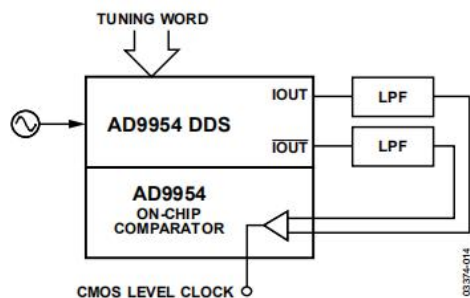 TUNING WORD
AD9954 DDS
IOUT
LPF
IOUT
LPF
AD9954
ON-CHIP
COMPARATOR
CMOS LEVEL CLOCK
03374-014